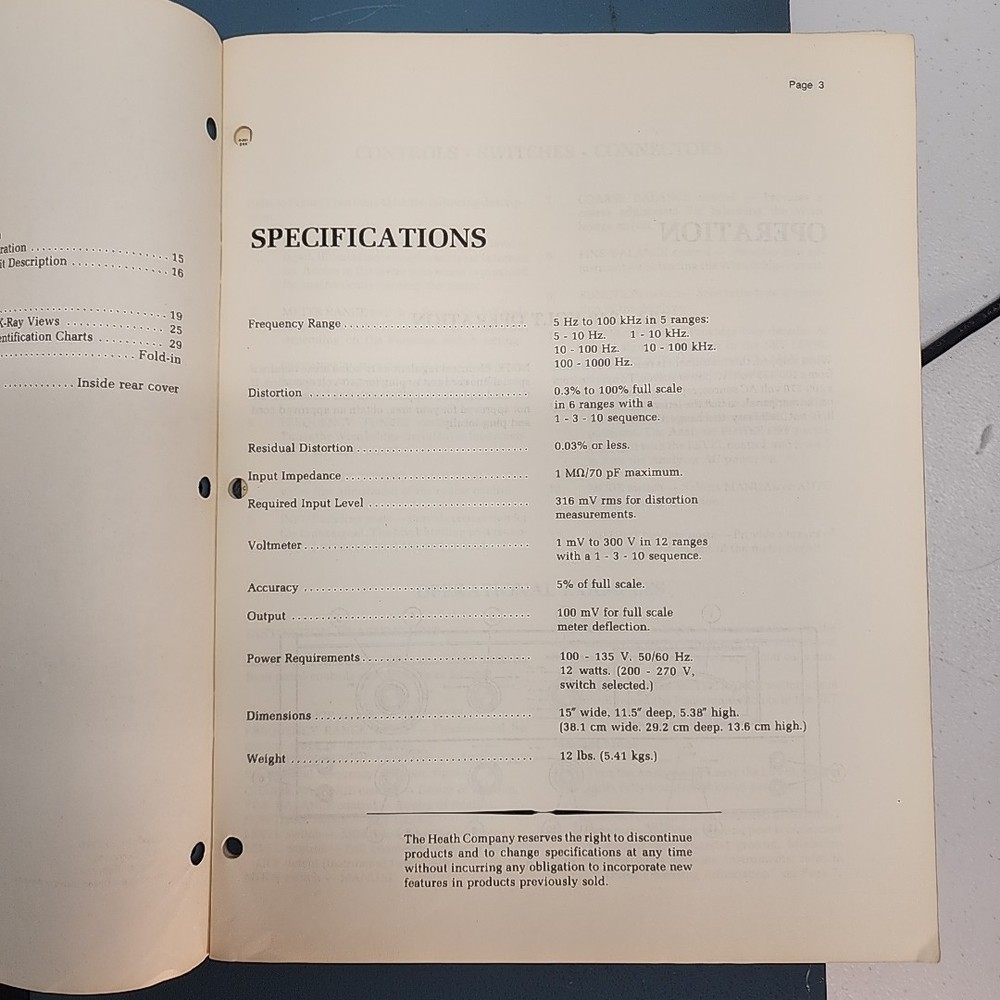 ration .................... 15
it Description .............. 16
19
X-Ray Views .............. 25
entification Charts ......... 29
Fold-in
............ Inside rear cover
Page 3
SPECIFICATIONS
Frequency Range ............................ 5 Hz to 100 kHz in 5 ranges:
5 - 10 Hz. 1 - 10 kHz.
10 - 100 Hz. 10 - 100 kHz.
100 - 1000 Hz.
Distortion ................................. 0.3% to 100% full scale
in 6 ranges with a
1 - 3 - 10 sequence.
Residual Distortion .......................... 0.03% or less.
Input Impedance ............................ 1 MΩ/70 pF maximum.
Required Input Level ........................ 316 mV rms for distortion
measurements.
Voltmeter .................................. 1 mV to 300 V in 12 ranges
with a 1 - 3 - 10 sequence.
Accuracy .................................. 5% of full scale.
Output .................................... 100 mV for full scale
meter deflection.
Power Requirements ......................... 100 - 135 V, 50/60 Hz.
12 watts. (200 - 270 V,
switch selected.)
Dimensions ................................ 15" wide, 11.5" deep, 5.38" high.
(38.1 cm wide. 29.2 cm deep. 13.6 cm high.)
Weight .................................... 12 lbs. (5.41 kgs.)
The Heath Company reserves the right to discontinue
products and to change specifications at any time
without incurring any obligation to incorporate new
features in products previously sold.